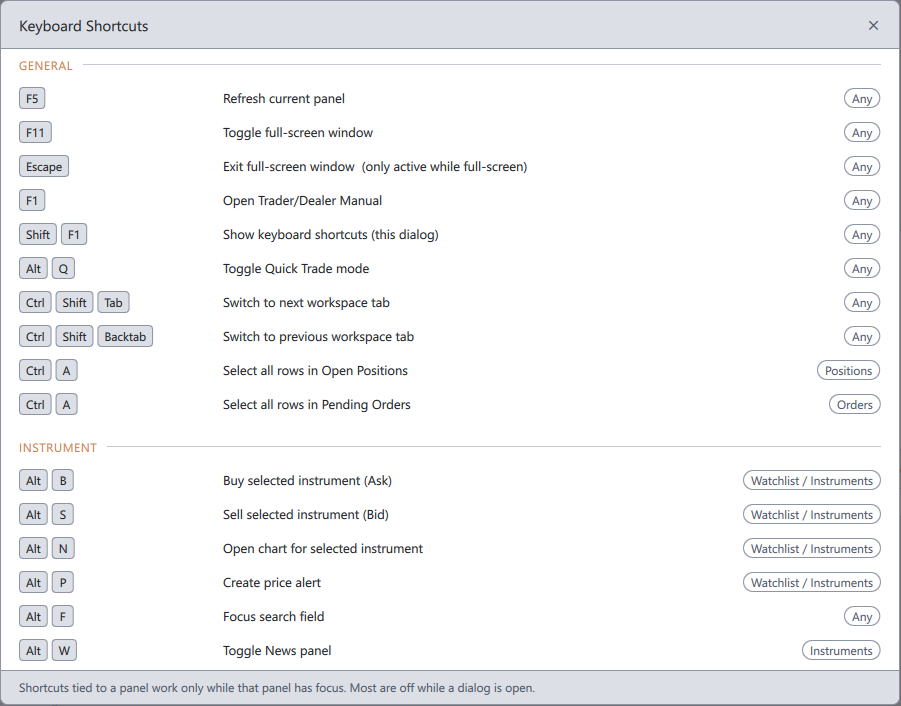 Keyboard Shortcuts
GENERAL
F5 Refresh current panel Any
F11 Toggle full-screen window Any
Escape Exit full-screen window (only active while full-screen) Any
F1 Open Trader/Dealer Manual Any
Shift F1 Show keyboard shortcuts (this dialog) Any
Alt Q Toggle Quick Trade mode Any
Ctrl Shift Tab Switch to next workspace tab Any
Ctrl Shift Backtab Switch to previous workspace tab Any
Ctrl A Select all rows in Open Positions Positions
Ctrl A Select all rows in Pending Orders Orders
INSTRUMENT
Alt B Buy selected instrument (Ask) Watchlist / Instruments
Alt S Sell selected instrument (Bid) Watchlist / Instruments
Alt N Open chart for selected instrument Watchlist / Instruments
Alt P Create price alert Watchlist / Instruments
Alt F Focus search field Any
Alt W Toggle News panel Instruments
Shortcuts tied to a panel work only while that panel has focus. Most are off while a dialog is open.